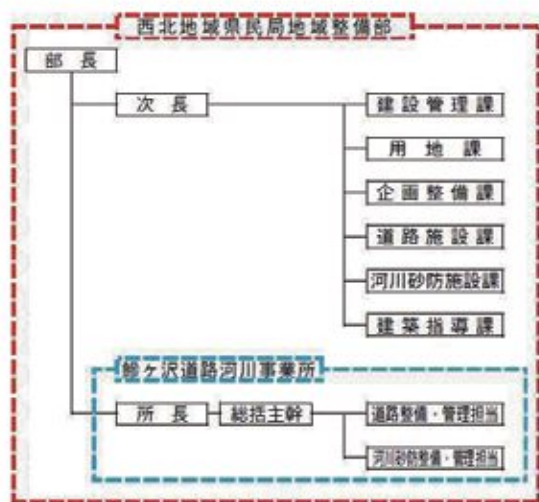 西北地域県民局地域整備部
部長
次長
建設管理課
用地課
企画整備課
道路施設課
河川砂防施設課
建築指導課
鰺ヶ沢道路河川事業所
所長
総括主幹
道路整備・管理担当
河川砂防整備・管理担当